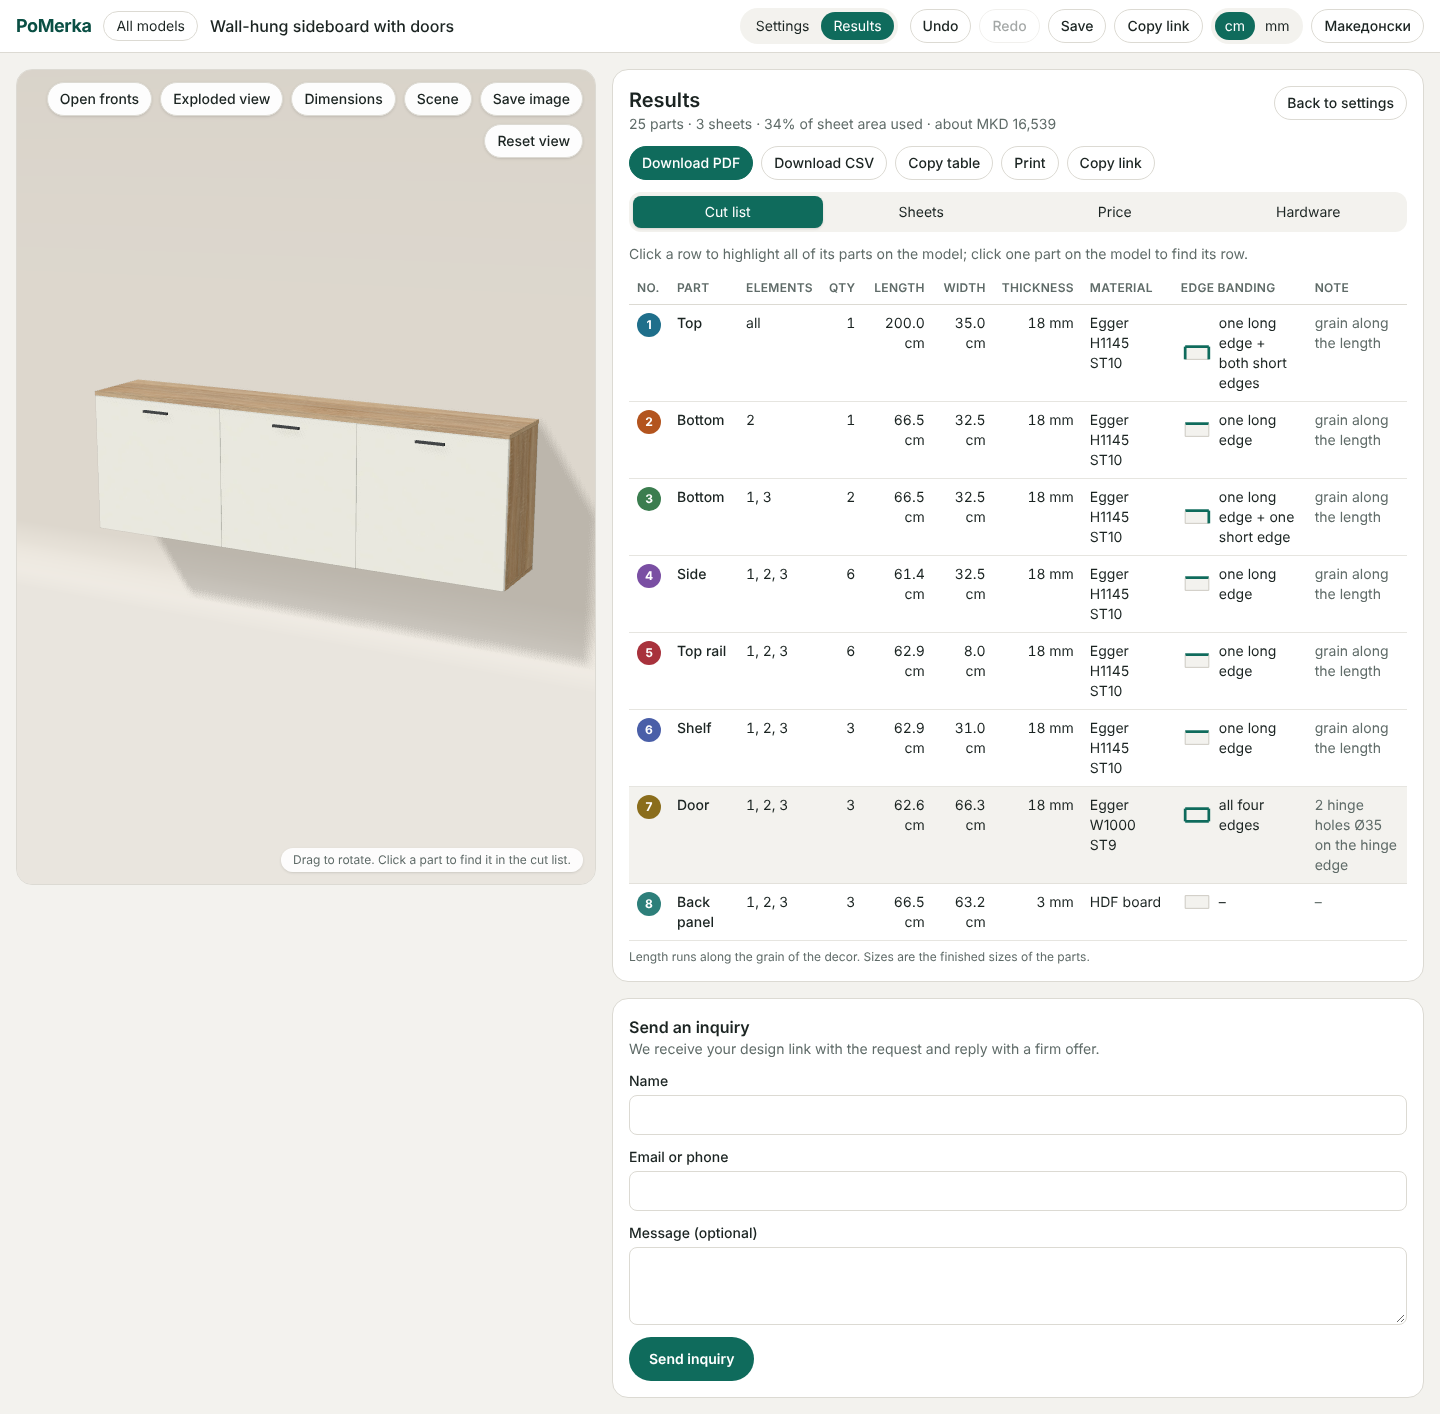 PoMerka
All models
Wall-hung sideboard with doors
Settings
Results
Undo
Redo
Save
Copy link
cm
mm
Македонски
Open fronts
Exploded view
Dimensions
Scene
Save image
Reset view
Drag to rotate. Click a part to find it in the cut list.
Results
25 parts · 3 sheets · 34% of sheet area used · about MKD 16,539
Back to settings
Download PDF
Download CSV
Copy table
Print
Copy link
Cut list
Sheets
Price
Hardware
Click a row to highlight all of its parts on the model; click one part on the model to find its row.
NO. PART ELEMENTS QTY LENGTH WIDTH THICKNESS MATERIAL EDGE BANDING NOTE
1 Top all 1 200.0 35.0 18 mm Egger one long grain along
cm cm H1145 edge + the length
ST10 both short
edges
2 Bottom 2 1 66.5 32.5 18 mm Egger one long grain along
cm cm H1145 edge the length
ST10
3 Bottom 1, 3 2 66.5 32.5 18 mm Egger one long grain along
cm cm H1145 edge + one the length
ST10 short edge
4 Side 1, 2, 3 6 61.4 32.5 18 mm Egger one long grain along
cm cm H1145 edge the length
ST10
5 Top rail 1, 2, 3 6 62.9 8.0 18 mm Egger one long grain along
cm cm H1145 edge the length
ST10
6 Shelf 1, 2, 3 3 62.9 31.0 18 mm Egger one long grain along
cm cm H1145 edge the length
ST10
7 Door 1, 2, 3 3 62.6 66.3 18 mm Egger all four 2 hinge
cm cm W1000 edges holes Ø35
ST9 on the hinge
edge
8 Back 1, 2, 3 3 66.5 63.2 3 mm HDF board – –
panel cm cm
Length runs along the grain of the decor. Sizes are the finished sizes of the parts.
Send an inquiry
We receive your design link with the request and reply with a firm offer.
Name
Email or phone
Message (optional)
Send inquiry